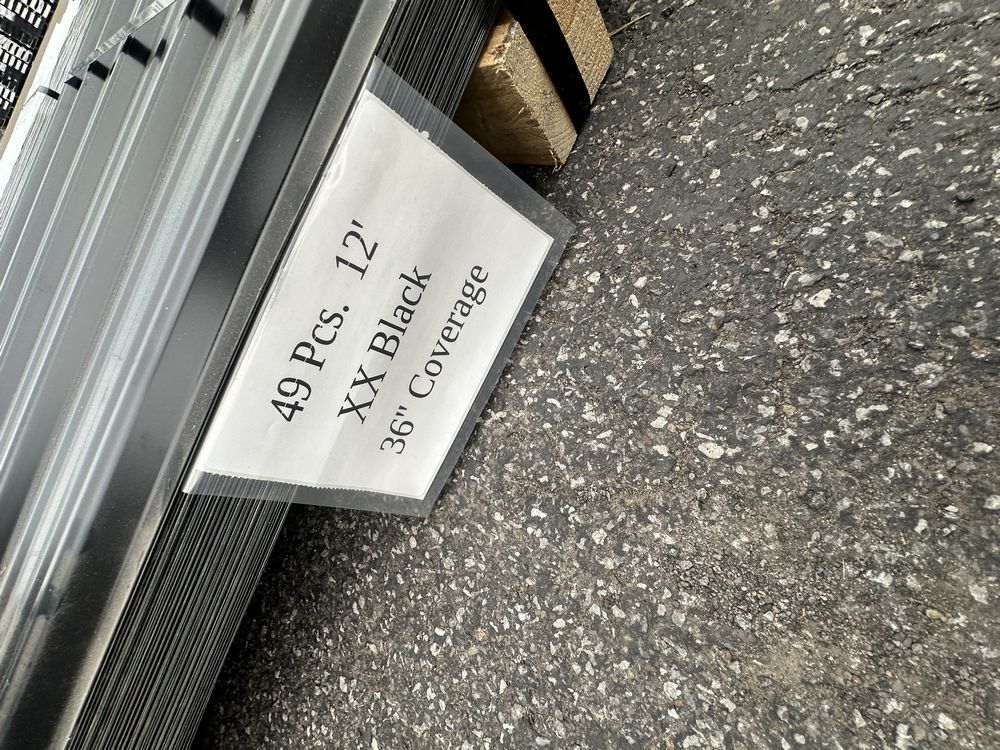 49 Pcs. 12'
XX Black
36" Coverage